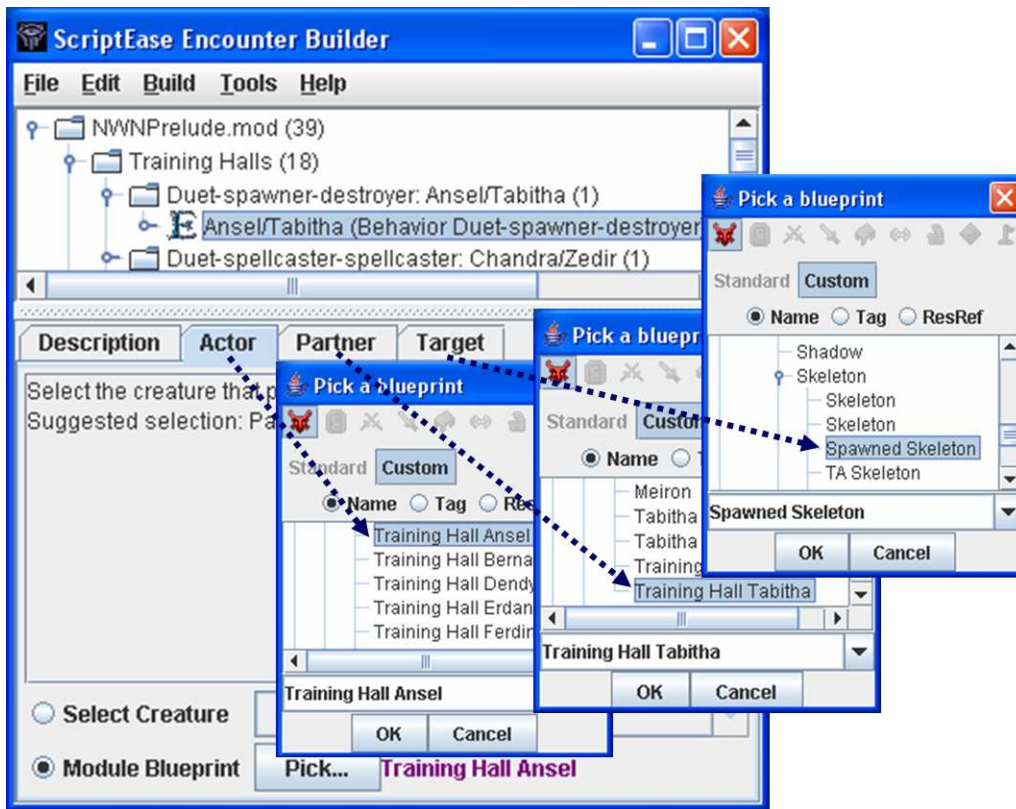 ScriptEase Encounter Builder
File Edit Build Tools Help
NWNPrelude.mod (39)
Training Halls (18)
Duet-spawner-destroyer: Ansel/Tabitha (1)
Ansel/Tabitha (Behavior Duet-spawner-destroyer
Duet-spellcaster-spellcaster: Chandra/Zedir (1)
Description Actor Partner Target
Select the creature that p
Suggested selection: Pa
Select Creature
Module Blueprint Pick... Training Hall Ansel
Pick a blueprint
Standard Custom
Name Tag Res
Training Hall Ansel
Training Hall Berna
Training Hall Dendy
Training Hall Erdan
Training Hall Ferdin
Training Hall Ansel
OK Cancel
Pick a bluepr
Standard Custo
Name
Meiron
Tabitha
Tabitha
Training
Training Hall Tabitha
Training Hall Tabitha
OK Cancel
Pick a blueprint
Standard Custom
Name Tag ResRef
Shadow
Skeleton
Skeleton
Skeleton
Spawned Skeleton
TA Skeleton
Spawned Skeleton
OK Cancel